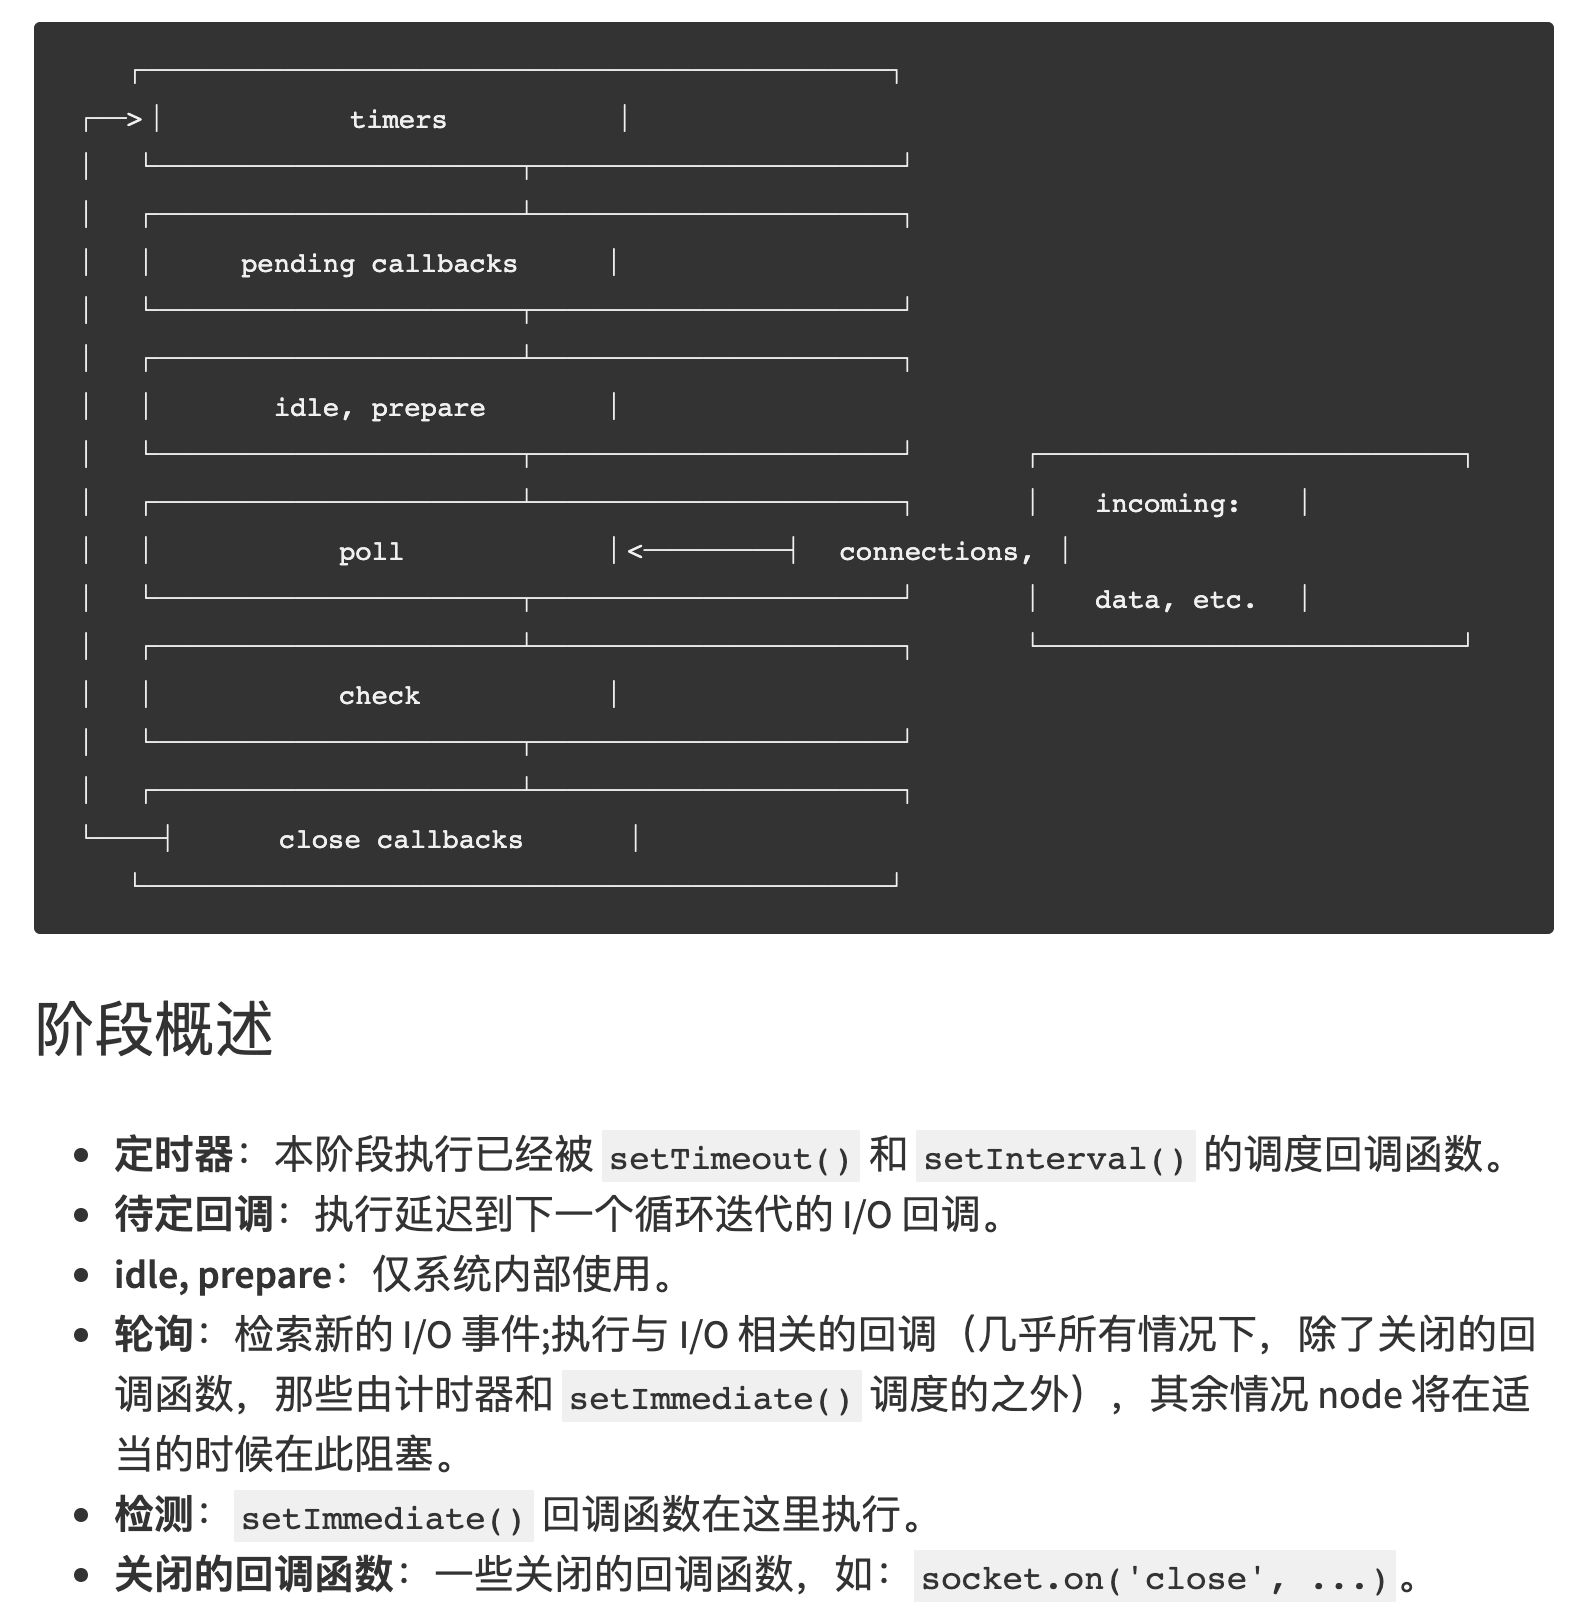 timers
pending callbacks
idle, prepare
incoming:
poll
connections,
data, etc.
check
close callbacks
阶段概述
定时器：本阶段执行已经被 setTimeout() 和 setInterval() 的调度回调函数。
待定回调：执行延迟到下一个循环迭代的 I/O 回调。
idle, prepare：仅系统内部使用。
轮询：检索新的 I/O 事件;执行与 I/O 相关的回调（几乎所有情况下，除了关闭的回
调函数，那些由计时器和 setImmediate() 调度的之外），其余情况 node 将在适
当的时候在此阻塞。
检测：setImmediate() 回调函数在这里执行。
关闭的回调函数：一些关闭的回调函数，如：socket.on('close', ...)。